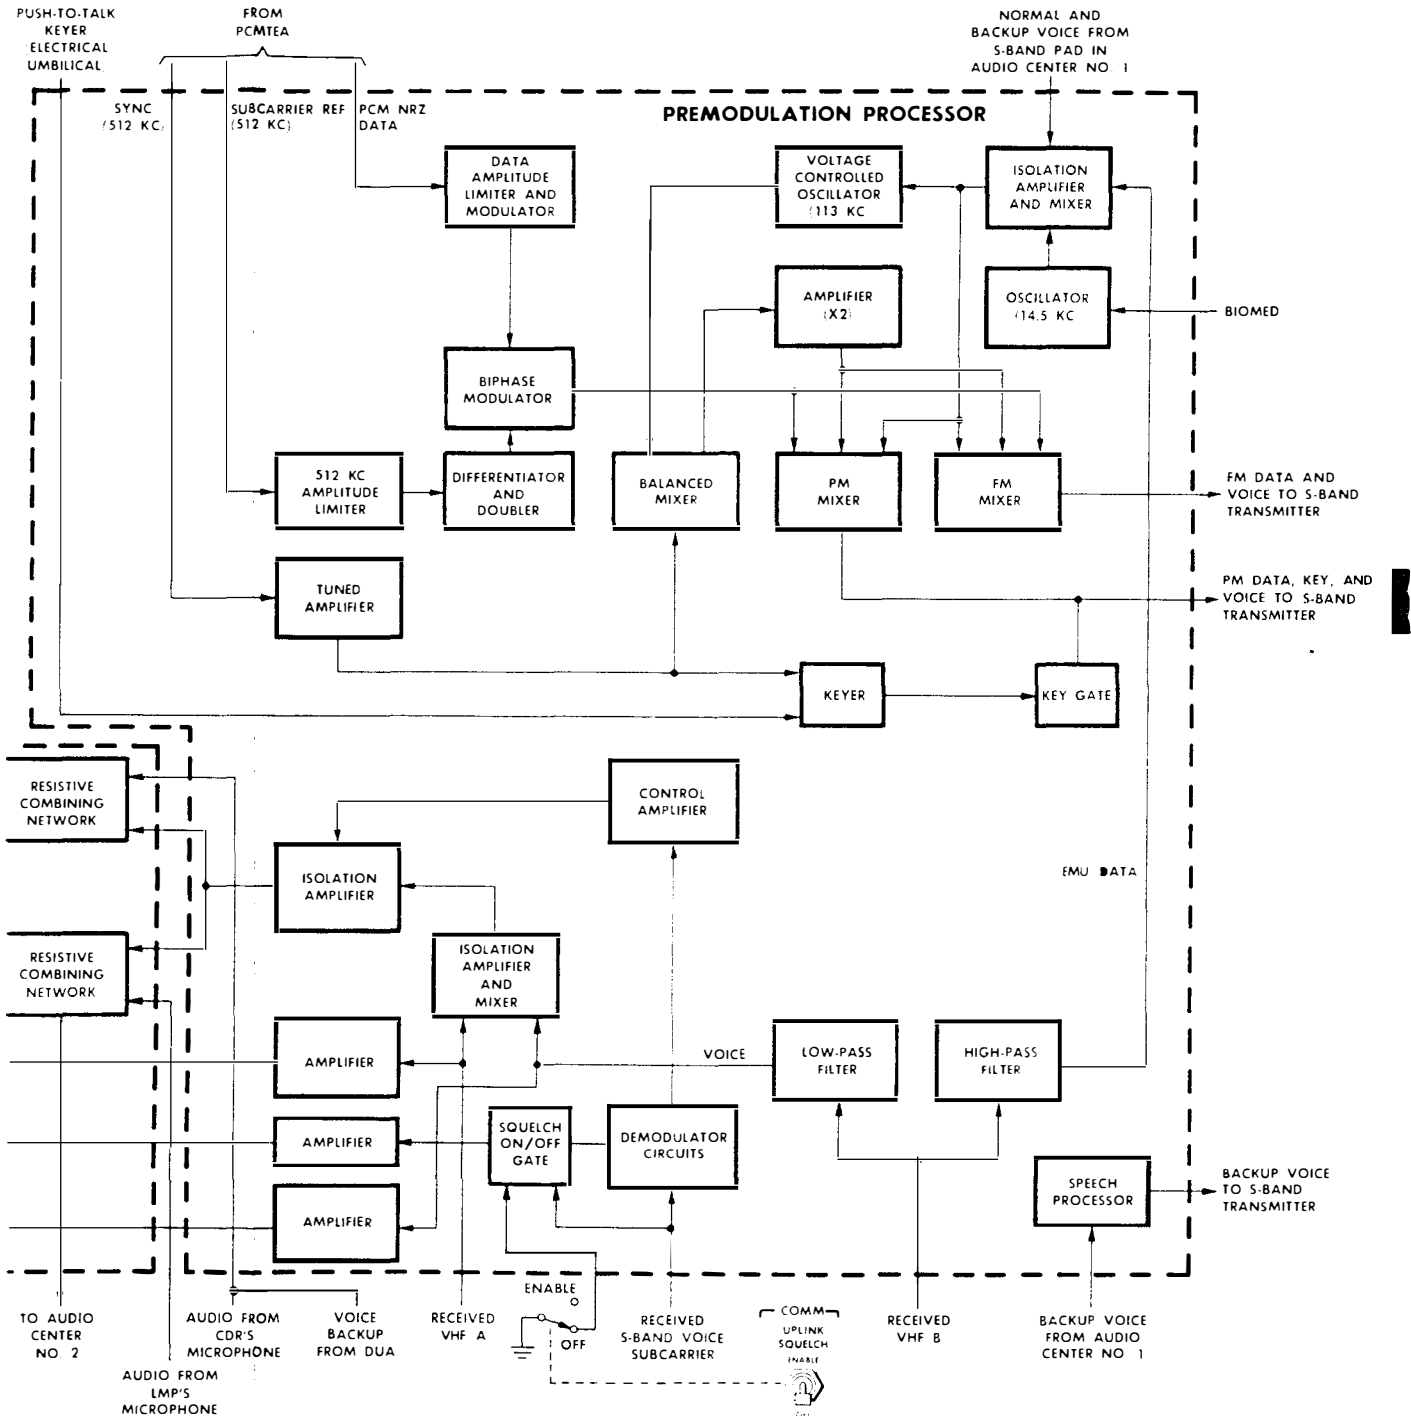 PUSH-TO-TALK
KEYER
ELECTRICAL
UMBILICAL
FROM
PCMTEA
NORMAL AND
BACKUP VOICE FROM
S-BAND PAD IN
AUDIO CENTER NO. 1
SYNC
(512 KC)
SUBCARRIER REF
(512 KC)
PCM NRZ
DATA
PREMODULATION PROCESSOR
DATA
AMPLITUDE
LIMITER AND
MODULATOR
VOLTAGE
CONTROLLED
OSCILLATOR
(113 KC
ISOLATION
AMPLIFIER
AND MIXER
AMPLIFIER
(X2)
OSCILLATOR
(14.5 KC
BIOMED
BIPHASE
MODULATOR
512 KC
AMPLITUDE
LIMITER
DIFFERENTIATOR
AND
DOUBLER
BALANCED
MIXER
PM
MIXER
FM
MIXER
FM DATA AND
VOICE TO S-BAND
TRANSMITTER
TUNED
AMPLIFIER
PM DATA, KEY, AND
VOICE TO S-BAND
TRANSMITTER
KEYER
KEY GATE
RESISTIVE
COMBINING
NETWORK
CONTROL
AMPLIFIER
ISOLATION
AMPLIFIER
EMU DATA
RESISTIVE
COMBINING
NETWORK
ISOLATION
AMPLIFIER
AND
MIXER
AMPLIFIER
VOICE
LOW-PASS
FILTER
HIGH-PASS
FILTER
AMPLIFIER
SQUELCH
ON/OFF
GATE
DEMODULATOR
CIRCUITS
AMPLIFIER
SPEECH
PROCESSOR
BACKUP VOICE
TO S-BAND
TRANSMITTER
ENABLE
OFF
TO AUDIO
CENTER
NO. 2
AUDIO FROM
CDR'S
MICROPHONE
VOICE
BACKUP
FROM DUA
RECEIVED
VHF A
RECEIVED
S-BAND VOICE
SUBCARRIER
COMM
UPLINK
SQUELCH
ENABLE
RECEIVED
VHF B
BACKUP VOICE
FROM AUDIO
CENTER NO. 1
AUDIO FROM
LMP'S
MICROPHONE